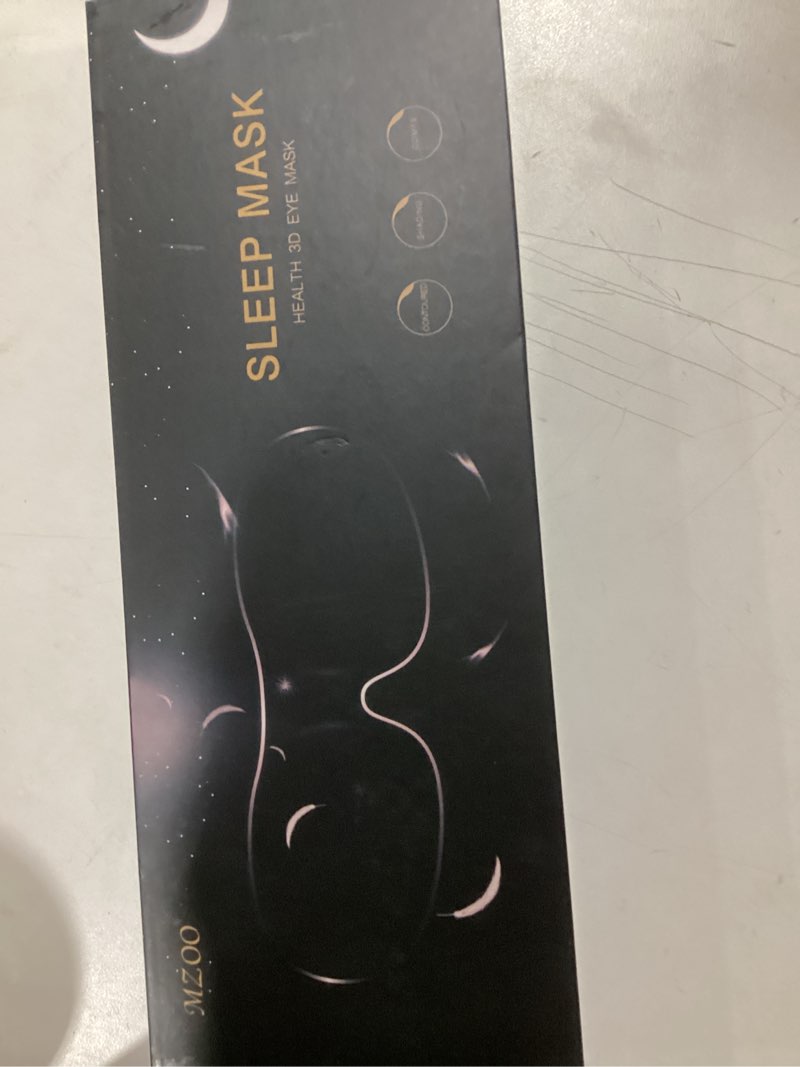 MZOO
SLEEP MASK
HEALTH 3D EYE MASK
CONTOURED
SHADING